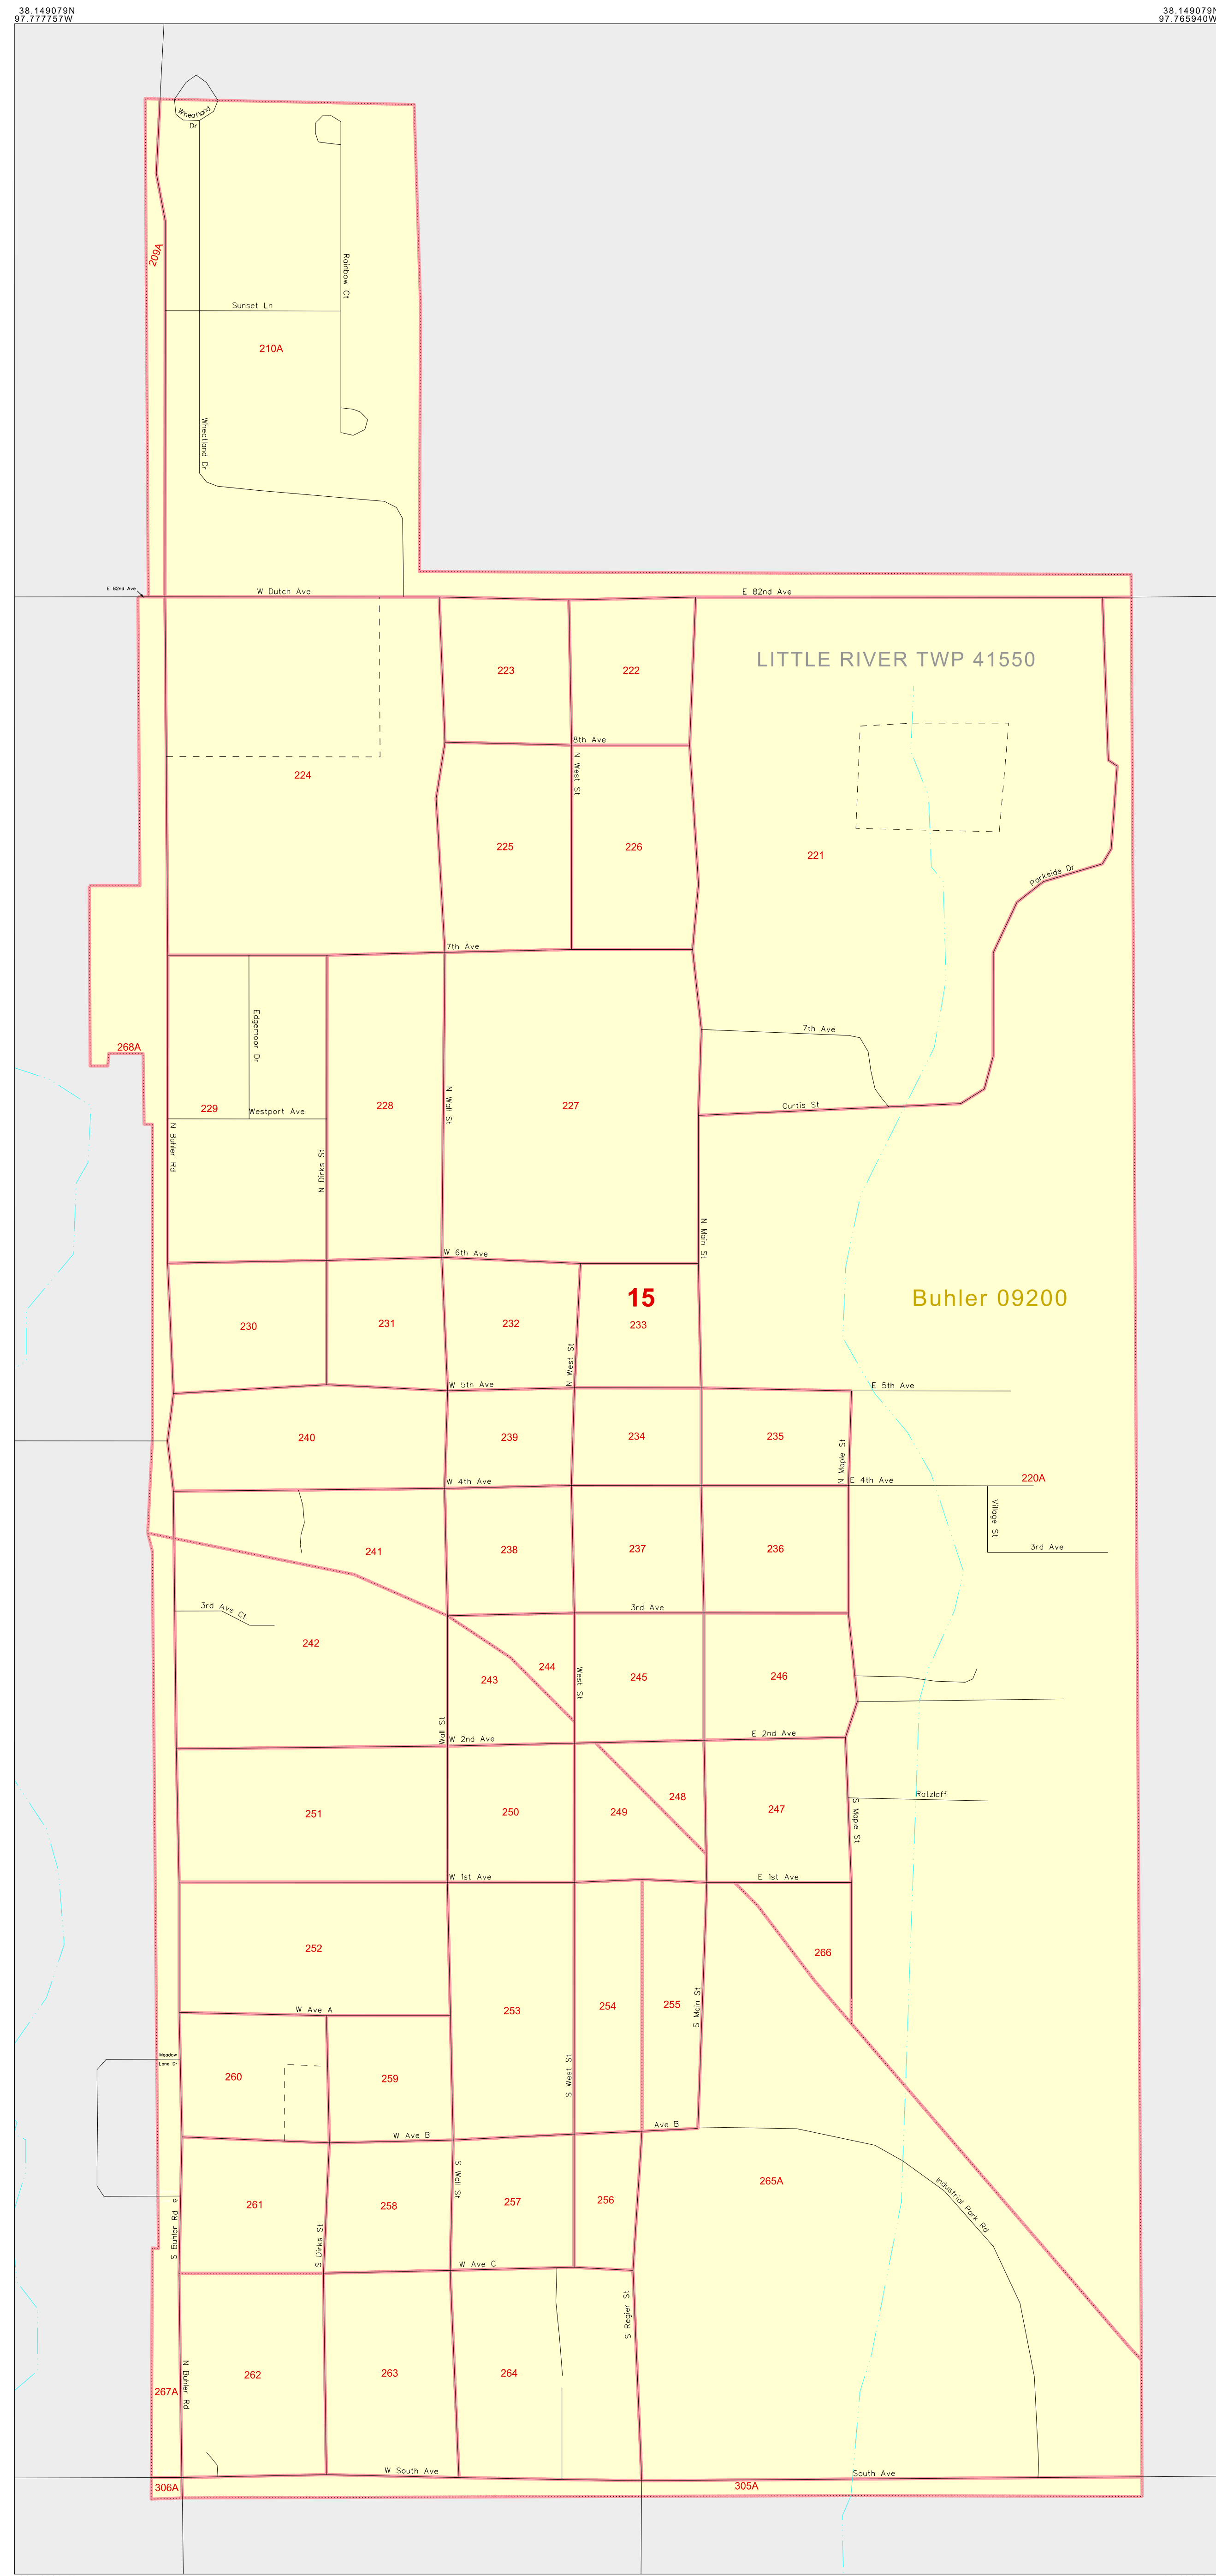 38.149079N
97.777757W
38.149079N
97.765940W
Wheatland
Dr
209A
Rainbow Ct
Sunset Ln
210A
Wheatland Dr
E 82nd Ave
W Dutch Ave
E 82nd Ave
LITTLE RIVER TWP 41550
223
222
8th Ave
N West St
224
225
226
221
Parkside Dr
7th Ave
Edgemoor Dr
7th Ave
268A
229
Westport Ave
228
N Wall St
227
Curtis St
N Buhler Rd
N Dirks St
N Main St
W 6th Ave
15
Buhler 09200
230
231
232
233
N West St
W 5th Ave
E 5th Ave
240
239
234
235
N Maple St
W 4th Ave
E 4th Ave
220A
Village St
241
238
237
236
3rd Ave
3rd Ave Ct
3rd Ave
242
243
244
West St
245
246
Wall St
W 2nd Ave
E 2nd Ave
251
250
249
248
247
Ratzlaff
S Maple St
W 1st Ave
E 1st Ave
252
266
253
254
255
S Main St
W Ave A
Meadow
Lane Dr
260
259
S West St
Ave B
W Ave B
265A
Industrial Park Rd
S Wall St
261
258
257
256
S Buhler Rd
S Dirks St
W Ave C
S Regier St
262
263
264
267A
N Buhler Rd
W South Ave
South Ave
306A
305A